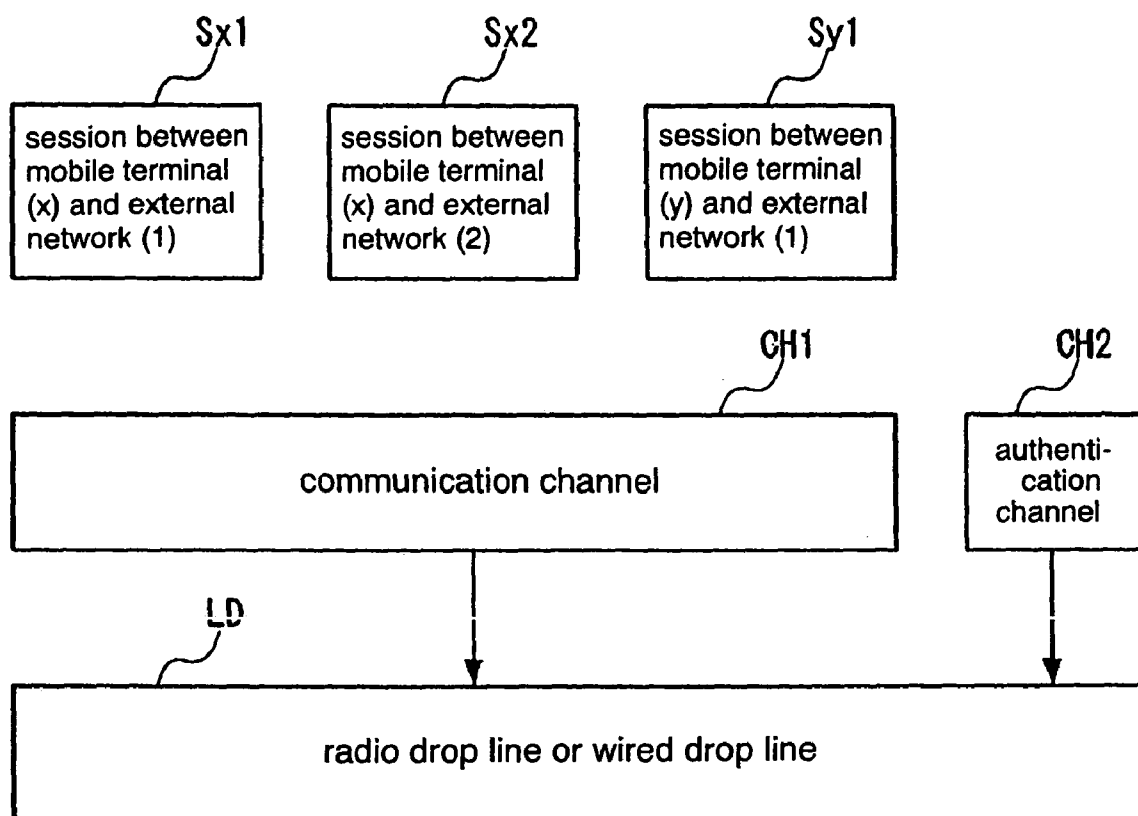 Sx1
Sx2
Sy1
session between
mobile terminal
(x) and external
network (1)
session between
mobile terminal
(x) and external
network (2)
session between
mobile terminal
(y) and external
network (1)
CH1
CH2
communication channel
authenti-
cation
channel
LD
radio drop line or wired drop line